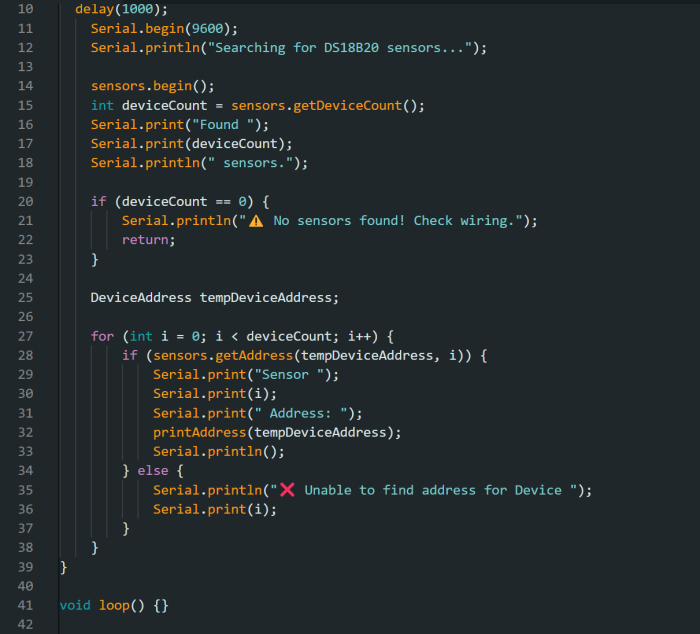 10 delay(1000);
11 Serial.begin(9600);
12 Serial.println("Searching for DS18B20 sensors...");
13
14 sensors.begin();
15 int deviceCount = sensors.getDeviceCount();
16 Serial.print("Found ");
17 Serial.print(deviceCount);
18 Serial.println(" sensors.");
19
20 if (deviceCount == 0) {
21 Serial.println("⚠️ No sensors found! Check wiring.");
22 return;
23 }
24
25 DeviceAddress tempDeviceAddress;
26
27 for (int i = 0; i < deviceCount; i++) {
28 if (sensors.getAddress(tempDeviceAddress, i)) {
29 Serial.print("Sensor ");
30 Serial.print(i);
31 Serial.print(" Address: ");
32 printAddress(tempDeviceAddress);
33 Serial.println();
34 } else {
35 Serial.println("❌ Unable to find address for Device ");
36 Serial.print(i);
37 }
38 }
39 }
40
41 void loop() {}
42